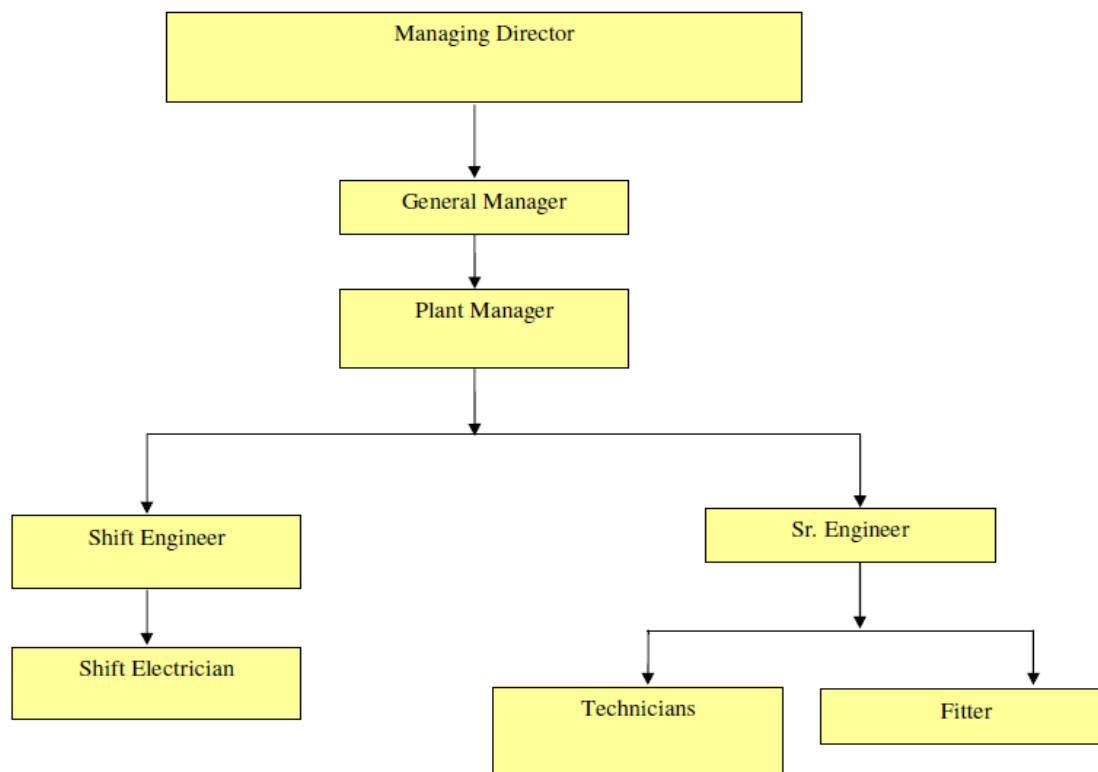 Managing Director
General Manager
Plant Manager
Shift Engineer
Sr. Engineer
Shift Electrician
Technicians
Fitter